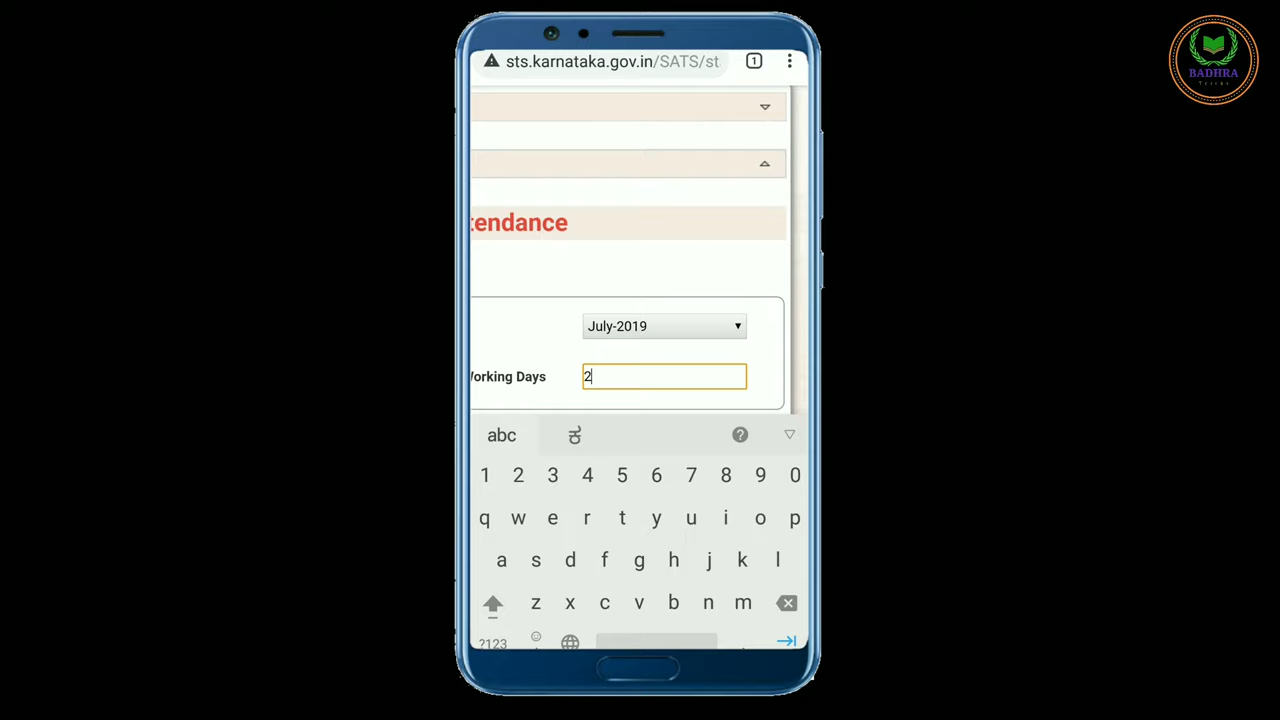 sts.karnataka.gov.in/SATS/st
1
BADHRA
tendance
July-2019
Working Days
2
abc ಕ
1 2 3 4 5 6 7 8 9 0
q w e r t y u i o p
a s d f g h j k l
z x c v b n m
?123